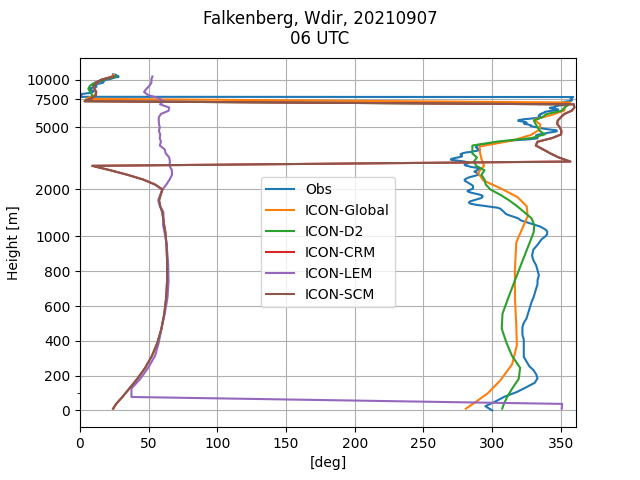 Falkenberg, Wdir, 20210907
06 UTC
Height [m]
10000
7500
5000
2000
1000
800
600
400
200
0
Obs
ICON-Global
ICON-D2
ICON-CRM
ICON-LEM
ICON-SCM
0 50 100 150 200 250 300 350
[deg]